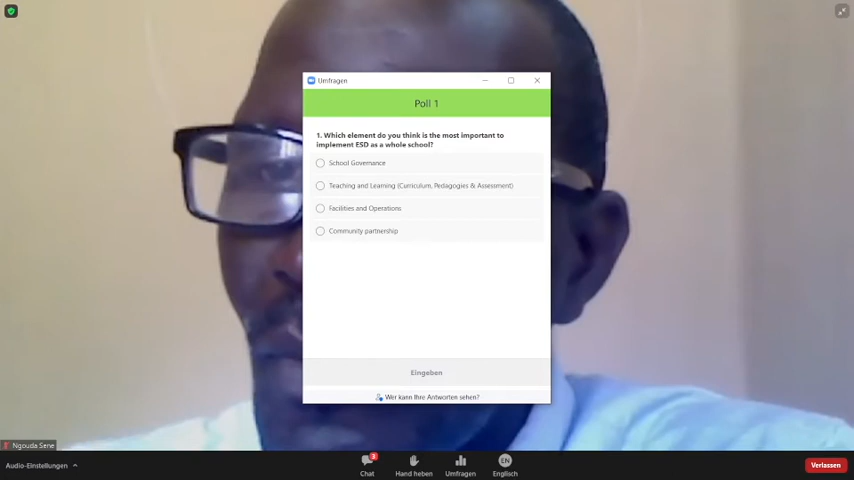 Umfragen
Poll 1
1. Which element do you think is the most important to
implement ESD as a whole school?
School Governance
Teaching and Learning (Curriculum, Pedagogies & Assessment)
Facilities and Operations
Community partnership
Eingeben
Wer kann Ihre Antworten sehen?
Ngouda Sene
Audio-Einstellungen
3
EN
Chat
Hand heben
Umfragen
Englisch
Verlassen